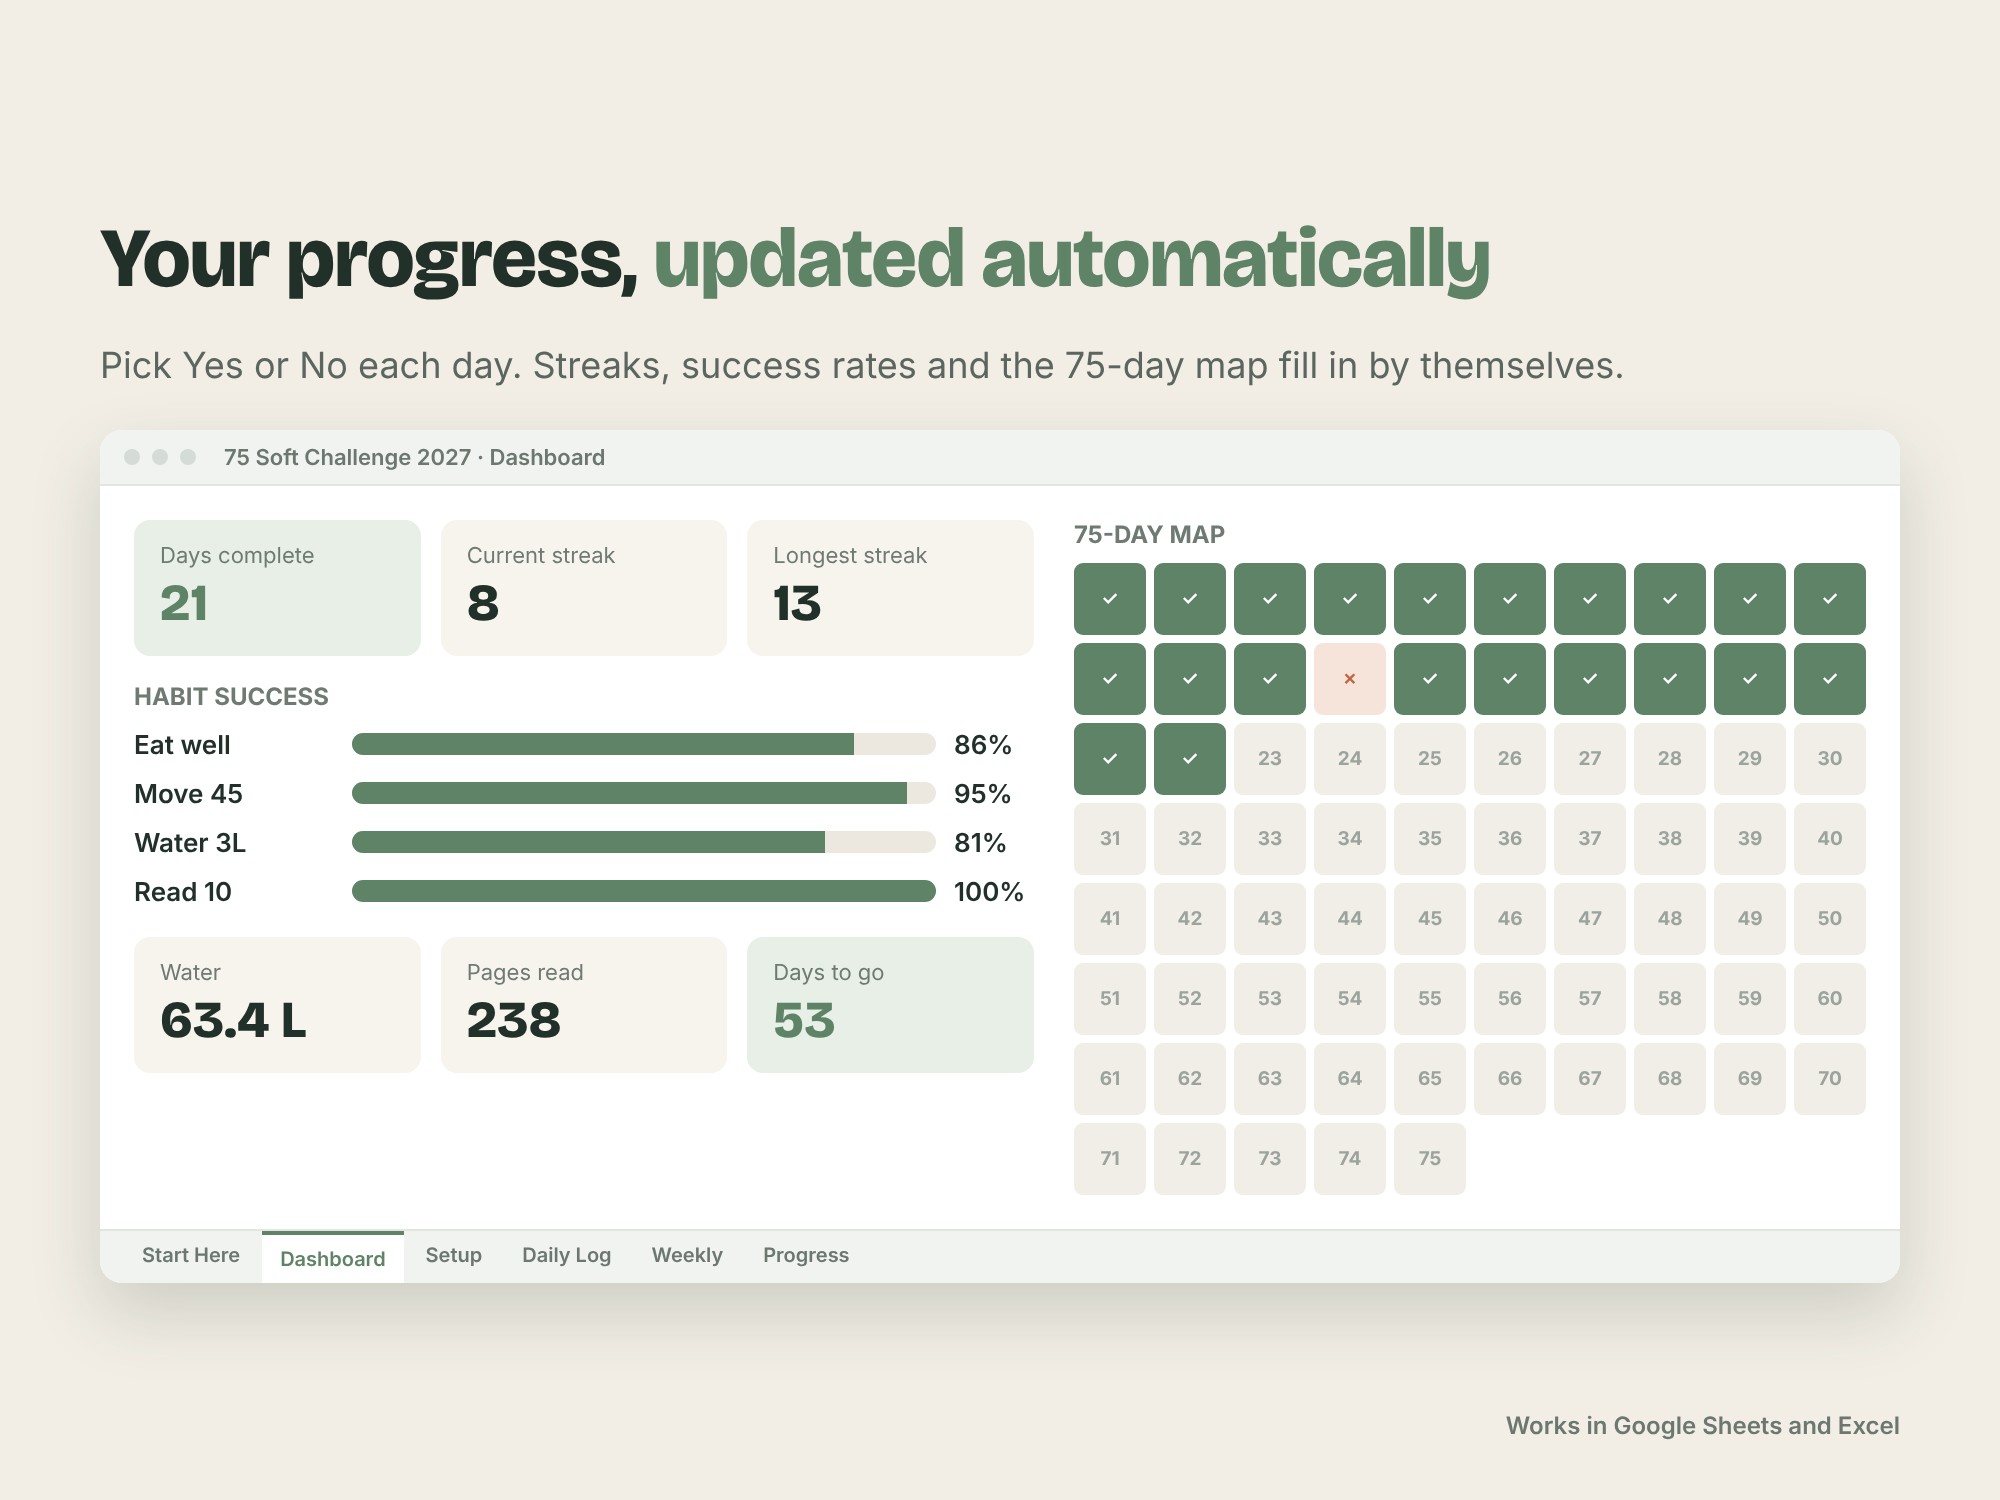 Your progress, updated automatically
Pick Yes or No each day. Streaks, success rates and the 75-day map fill in by themselves.
75 Soft Challenge 2027 · Dashboard
Days complete
21
Current streak
8
Longest streak
13
HABIT SUCCESS
Eat well 86%
Move 45 95%
Water 3L 81%
Read 10 100%
Water
63.4 L
Pages read
238
Days to go
53
75-DAY MAP
✓ ✓ ✓ ✓ ✓ ✓ ✓ ✓ ✓ ✓
✓ ✓ ✓ × ✓ ✓ ✓ ✓ ✓ ✓
✓ ✓ 23 24 25 26 27 28 29 30
31 32 33 34 35 36 37 38 39 40
41 42 43 44 45 46 47 48 49 50
51 52 53 54 55 56 57 58 59 60
61 62 63 64 65 66 67 68 69 70
71 72 73 74 75
Start Here Dashboard Setup Daily Log Weekly Progress
Works in Google Sheets and Excel